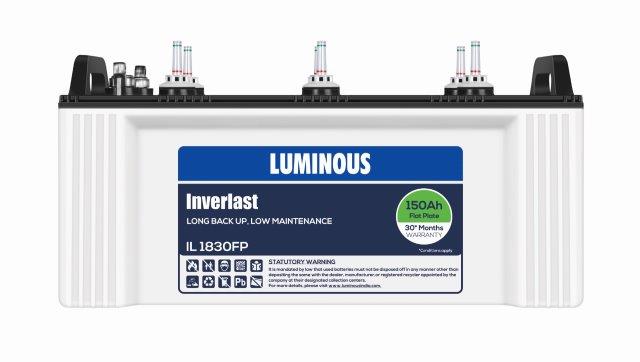 LUMINOUS
Inverlast
LONG BACK UP, LOW MAINTENANCE
150Ah
Flat Plate
30* Months
WARRANTY
*Conditions apply
IL 1830FP
STATUTORY WARNING
It is mandated by law that used batteries must not be disposed off in any manner other than
depositing the same with the dealer, manufacturer, or registered recycler appointed by the
company at their designated collection centers.
For more details, please visit www.luminousindia.com.
Pb